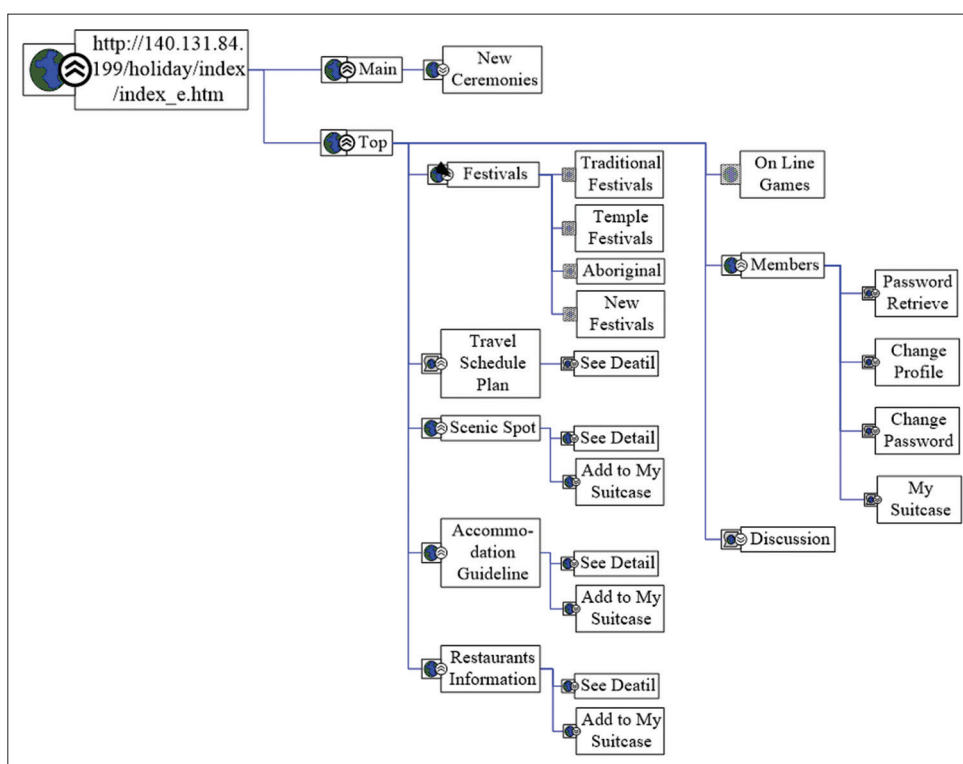 http://140.131.84.
199/holiday/index
/index_e.htm
Main
New
Ceremonies
Top
Festivals
Traditional
Festivals
Temple
Festivals
Aboriginal
New
Festivals
Travel
Schedule
Plan
See Deatil
Scenic Spot
See Detail
Add to My
Suitcase
Accommo-
dation
Guideline
See Detail
Add to My
Suitcase
Restaurants
Information
See Deatil
Add to My
Suitcase
On Line
Games
Members
Password
Retrieve
Change
Profile
Change
Password
My
Suitcase
Discussion